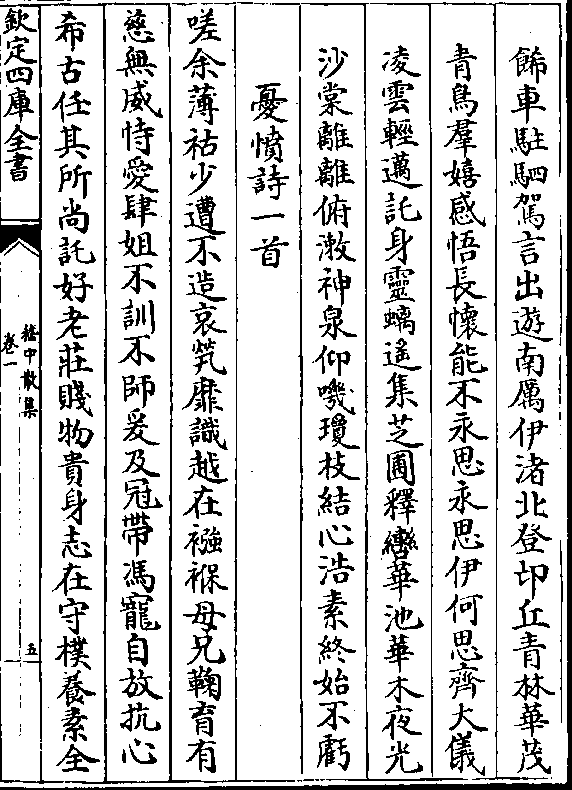 餙車駐駟駕言出遊南厲伊渚北登邙丘青林華茂
青鳥羣嬉感悟長懷能不永思永思伊何思齊大儀
凌雲輕邁託身靈螭遙集芝圃釋轡華池華木夜光
沙棠離離俯漱神泉仰嘰瓊枝結心浩素終始不虧
憂憤詩一首
嗟余薄祜少遭不造哀煢靡識越在襁褓母兄鞠育有
慈無威恃愛肆姐不訓不師爰及冠帶馮寵自放抗心
希古任其所尚託好老莊賤物貴身志在守樸養素全
欽定四庫全書
嵇中散集
卷一
五